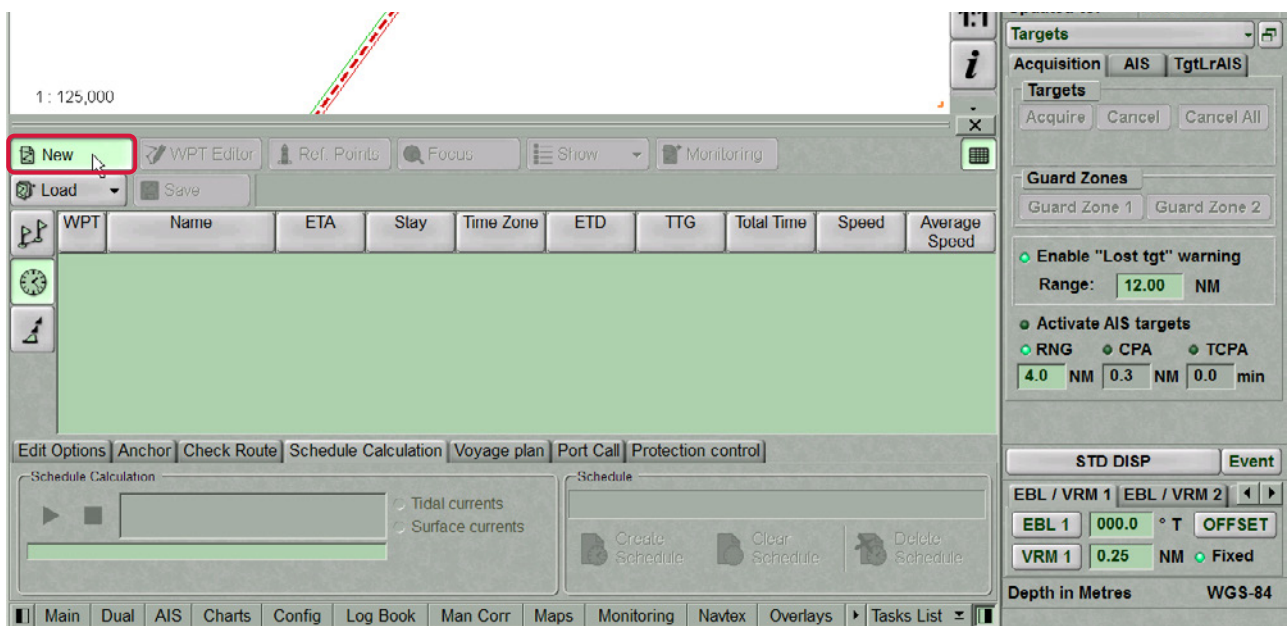 1 : 125,000
1:1
i
New
WPT Editor
Ref. Points
Focus
Show
Monitoring
Load
Save
WPT
Name
ETA
Stay
Time Zone
ETD
TTG
Total Time
Speed
Average
Speed
Edit Options
Anchor
Check Route
Schedule Calculation
Voyage plan
Port Call
Protection control
Schedule Calculation
Tidal currents
Surface currents
Schedule
Create
Schedule
Clear
Schedule
Delete
Schedule
Main
Dual
AIS
Charts
Config
Log Book
Man Corr
Maps
Monitoring
Navtex
Overlays
Tasks List
Targets
Acquisition
AIS
TgtLrAIS
Targets
Acquire
Cancel
Cancel All
Guard Zones
Guard Zone 1
Guard Zone 2
Enable "Lost tgt" warning
Range: 12.00 NM
Activate AIS targets
RNG
CPA
TCPA
4.0 NM 0.3 NM 0.0 min
STD DISP
Event
EBL / VRM 1
EBL / VRM 2
EBL 1 000.0 ° T OFFSET
VRM 1 0.25 NM Fixed
Depth in Metres
WGS-84